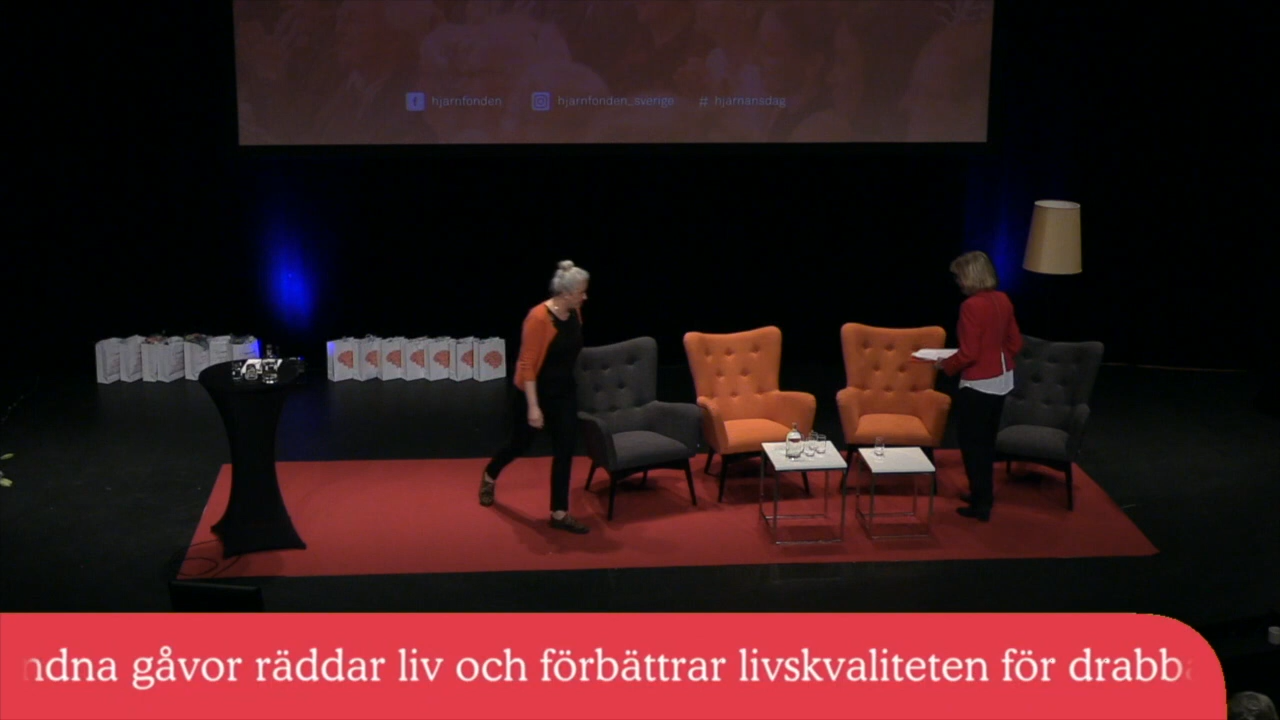 hjarnfonden hjarnfonden_sverige # hjarnansdag
ndna gåvor räddar liv och förbättrar livskvaliteten för drabb